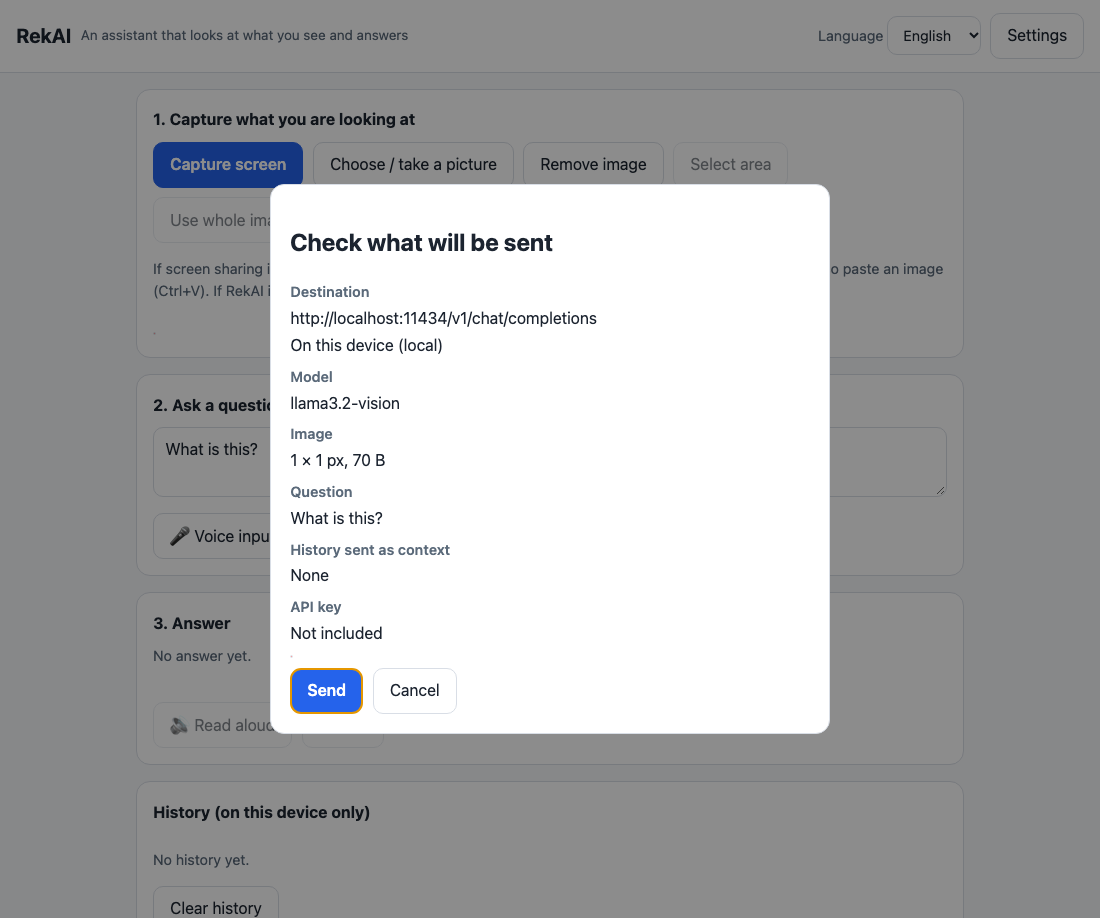 RekAI An assistant that looks at what you see and answers Language English Settings
1. Capture what you are looking at
Capture screen Choose / take a picture Remove image Select area
Use whole
If screen sharing paste an image
(Ctrl+V). If RekAI
Check what will be sent
Destination
http://localhost:11434/v1/chat/completions
On this device (local)
Model
llama3.2-vision
Image
1 × 1 px, 70 B
Question
What is this?
History sent as context
None
API key
Not included
Send Cancel
2. Ask a
What is this?
Voice
3. Answer
No answer yet.
Read aloud
History (on this device only)
No history yet.
Clear history